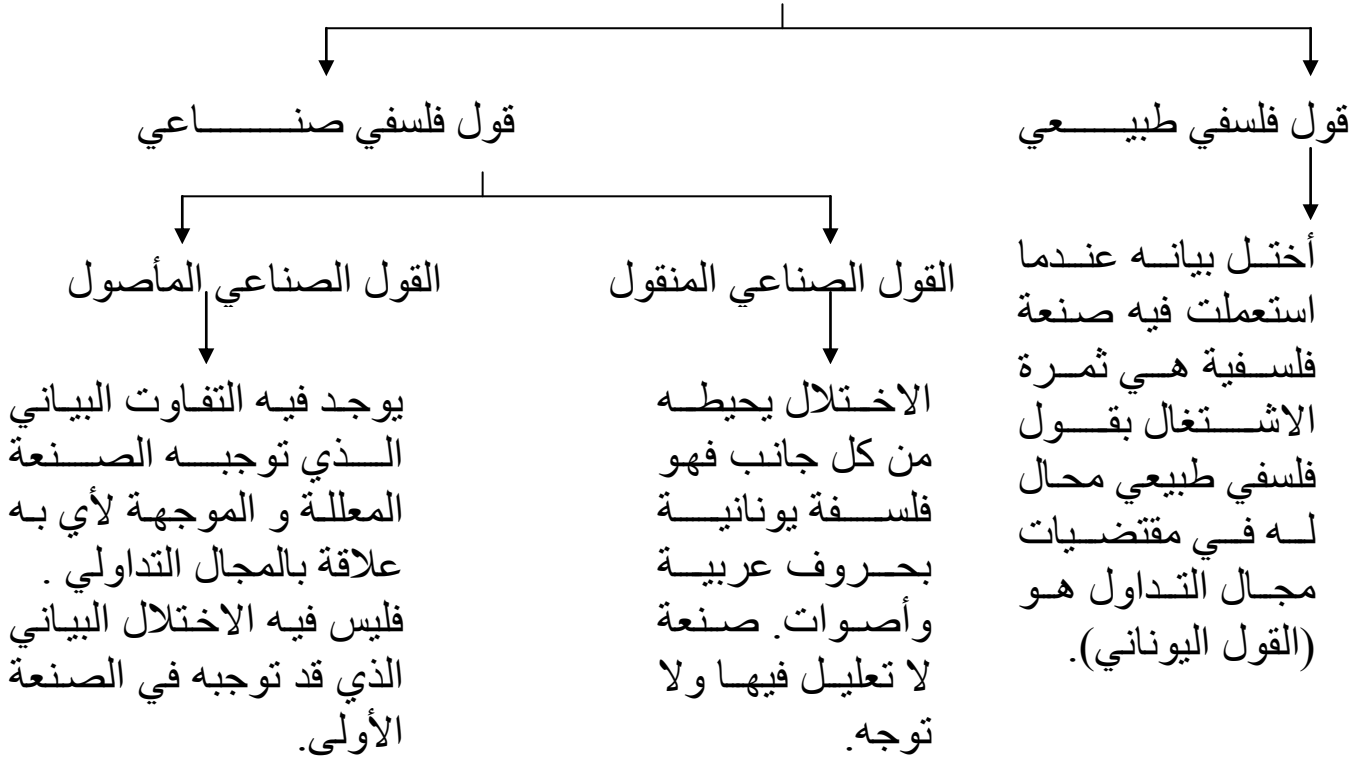 قول فلسفي طبيعي
قول فلسفي صناعي
أختل بيانه عندما
استعملت فيه صنعة
فلسفية هي ثمرة
الاشتغال بقول
فلسفي طبيعي محال
له في مقتضيات
مجال التداول هو
(القول اليوناني).
القول الصناعي المنقول
القول الصناعي المأصول
الاختلال يحيطه
من كل جانب فهو
فلسفة يونانية
بحروف عربية
وأصوات. صنعة
لا تعليل فيها ولا
توجه.
يوجد فيه التفاوت البياني
الذي توجبه الصنعة
المعللة و الموجهة لأي به
علاقة بالمجال التداولي .
فليس فيه الاختلال البياني
الذي قد توجبه في الصنعة
الأولى.